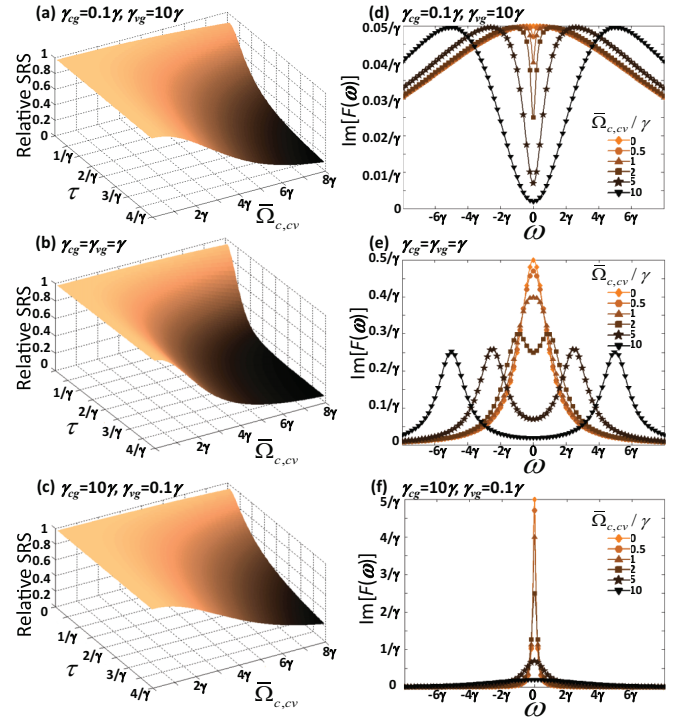 (a) γcg=0.1γ, γvg=10γ
Relative SRS
1
0.8
0.6
0.4
0.2
0
1/γ
2/γ
3/γ
4/γ
τ
2γ
4γ
6γ
8γ
Ω̅c,cv
(d) γcg=0.1γ, γvg=10γ
Im[F(ω)]
0.05/γ
0.04/γ
0.03/γ
0.02/γ
0.01/γ
0
Ω̅c,cv / γ
0
0.5
1
2
5
10
-6γ -4γ -2γ 0 2γ 4γ 6γ
ω
(b) γcg=γvg=γ
Relative SRS
1
0.8
0.6
0.4
0.2
0
1/γ
2/γ
3/γ
4/γ
τ
2γ
4γ
6γ
8γ
Ω̅c,cv
(e) γcg=γvg=γ
Im[F(ω)]
0.5/γ
0.4/γ
0.3/γ
0.2/γ
0.1/γ
0
Ω̅c,cv / γ
0
0.5
1
2
5
10
-6γ -4γ -2γ 0 2γ 4γ 6γ
ω
(c) γcg=10γ, γvg=0.1γ
Relative SRS
1
0.8
0.6
0.4
0.2
0
1/γ
2/γ
3/γ
4/γ
τ
2γ
4γ
6γ
8γ
Ω̅c,cv
(f) γcg=10γ, γvg=0.1γ
Im[F(ω)]
5/γ
4/γ
3/γ
2/γ
1/γ
0
Ω̅c,cv / γ
0
0.5
1
2
5
10
-6γ -4γ -2γ 0 2γ 4γ 6γ
ω